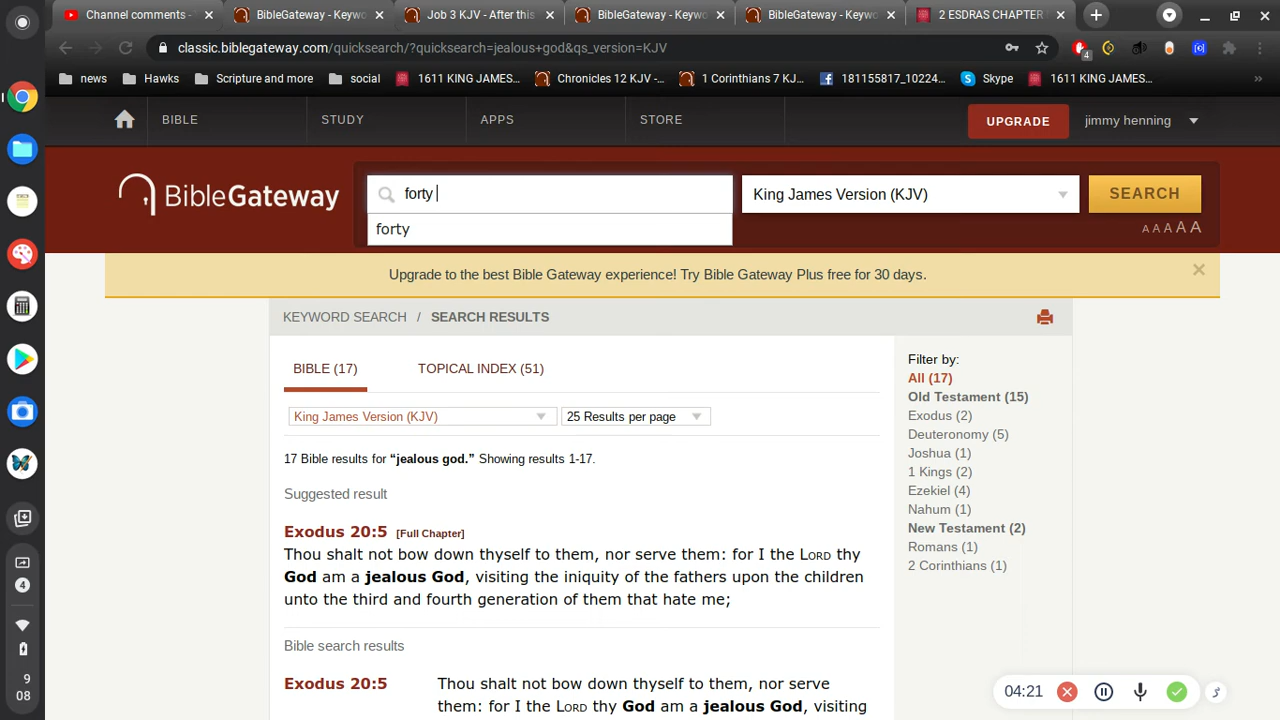 Channel comments -
BibleGateway - Keyw
Job 3 KJV - After this
BibleGateway - Keywo
BibleGateway - Keywo
2 ESDRAS CHAPTER
classic.biblegateway.com/quicksearch/?quicksearch=jealous+god&qs_version=KJV
4
news
Hawks
Scripture and more
social
1611 KING JAMES...
Chronicles 12 KJV -...
1 Corinthians 7 KJ...
181155817_10224...
Skype
1611 KING JAMES...
»
BIBLE
STUDY
APPS
STORE
UPGRADE
jimmy henning
BibleGateway
forty
King James Version (KJV)
SEARCH
forty
A A A A A
Upgrade to the best Bible Gateway experience! Try Bible Gateway Plus free for 30 days.
KEYWORD SEARCH / SEARCH RESULTS
BIBLE (17)
TOPICAL INDEX (51)
King James Version (KJV)
25 Results per page
17 Bible results for “jealous god.” Showing results 1-17.
Suggested result
Exodus 20:5 [Full Chapter]
Thou shalt not bow down thyself to them, nor serve them: for I the LORD thy
God am a jealous God, visiting the iniquity of the fathers upon the children
unto the third and fourth generation of them that hate me;
Bible search results
Exodus 20:5
Thou shalt not bow down thyself to them, nor serve
them: for I the LORD thy God am a jealous God, visiting
Filter by:
All (17)
Old Testament (15)
Exodus (2)
Deuteronomy (5)
Joshua (1)
1 Kings (2)
Ezekiel (4)
Nahum (1)
New Testament (2)
Romans (1)
2 Corinthians (1)
04:21
4
9
08